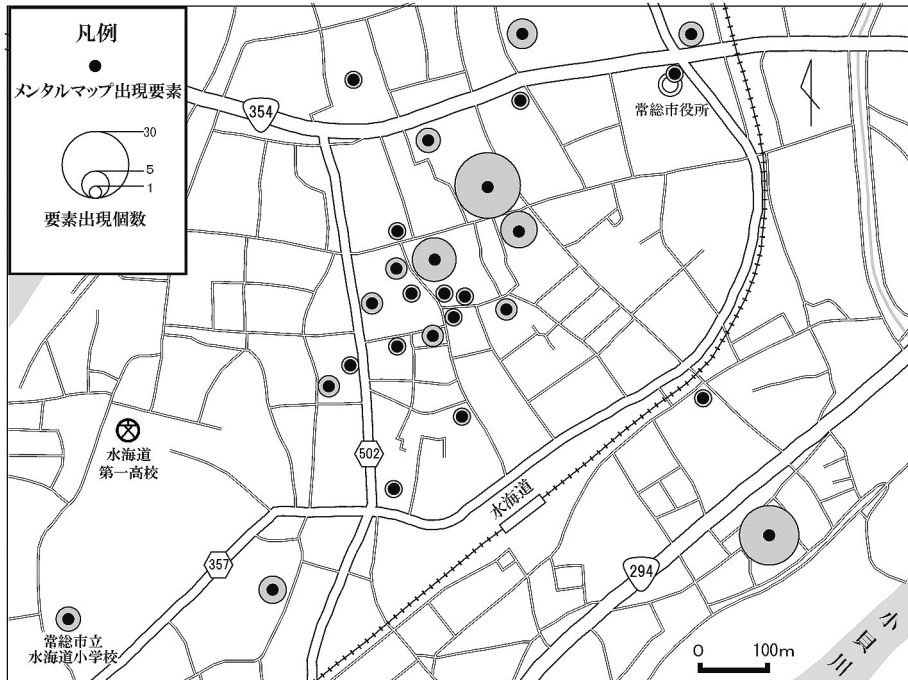 凡例
メンタルマップ出現要素
30
5
1
要素出現個数
354
常総市役所
水海道
第一高校
502
水海道
357
294
常総市立
水海道小学校
0 100m
小貝川